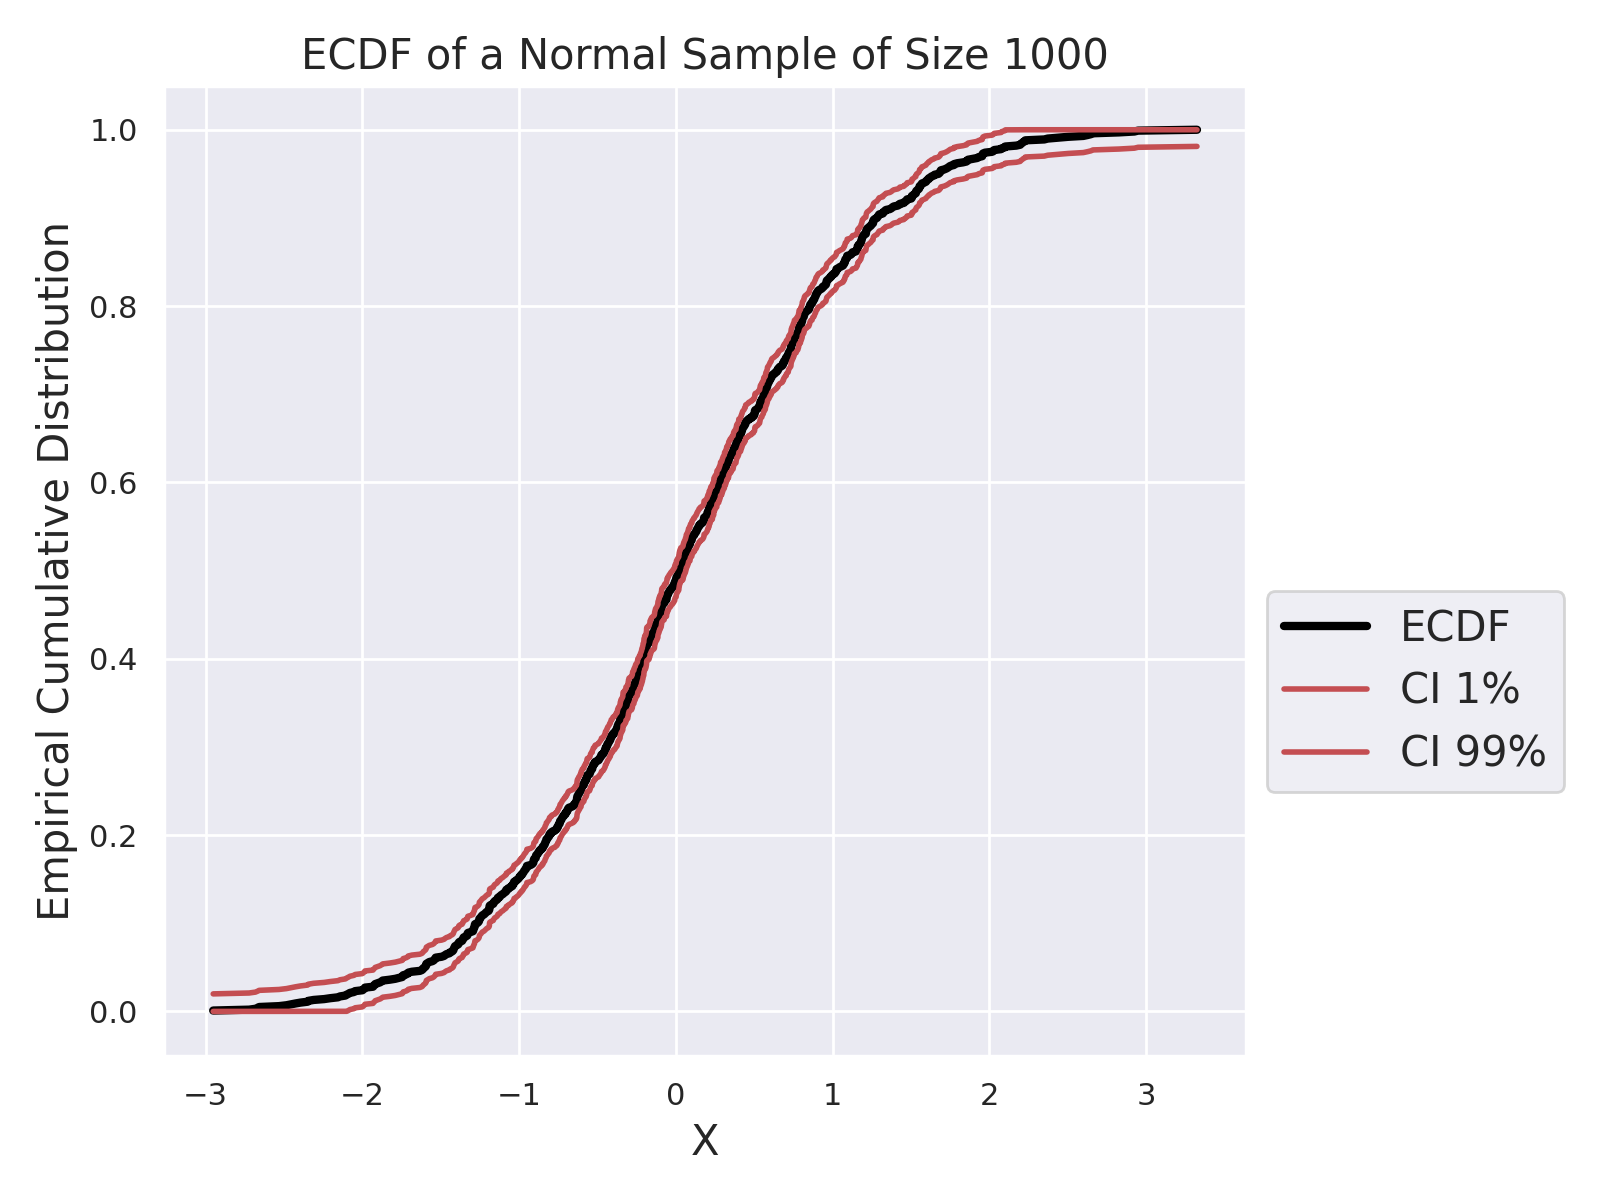 ECDF of a Normal Sample of Size 1000
Empirical Cumulative Distribution
1.0
0.8
0.6
0.4
0.2
0.0
−3
−2
−1
0
1
2
3
X
ECDF
CI 1%
CI 99%